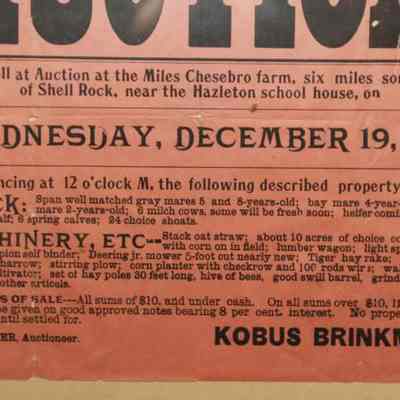 AUCTION
ll at Auction at the Miles Chesebro farm, six miles so
of Shell Rock, near the Hazleton school house, on
DNESDAY, DECEMBER 19,
ncing at 12 o'clock M, the following described property
CK: Span well matched gray mares 5 and 8-years-old; bay mare 4-year-
mare 2-years-old; 6 milch cows, some will be fresh soon; heifer comin
alf; 6 spring calves; 24 choice shoats.
HINERY, ETC-- Stack oat straw; about 10 acres of choice co
with corn on in field; lumber wagon; light sp
pion self binder; Deering jr. mower 5-foot cut nearly new; Tiger hay rake;
harrow; stirring plow; corn planter with checkrow and 100 rods wire; wal
ltivator; set of hay poles 30 feet long, hive of bees, good swill barrel, grind
other articels.
S OF SALE---All sums of $10, and under cash. On all sums over $10, 1
be given on good approved notes bearing 8 per cent. interest. No prope
until settled for.
ER, Auctioneer. KOBUS BRINKM